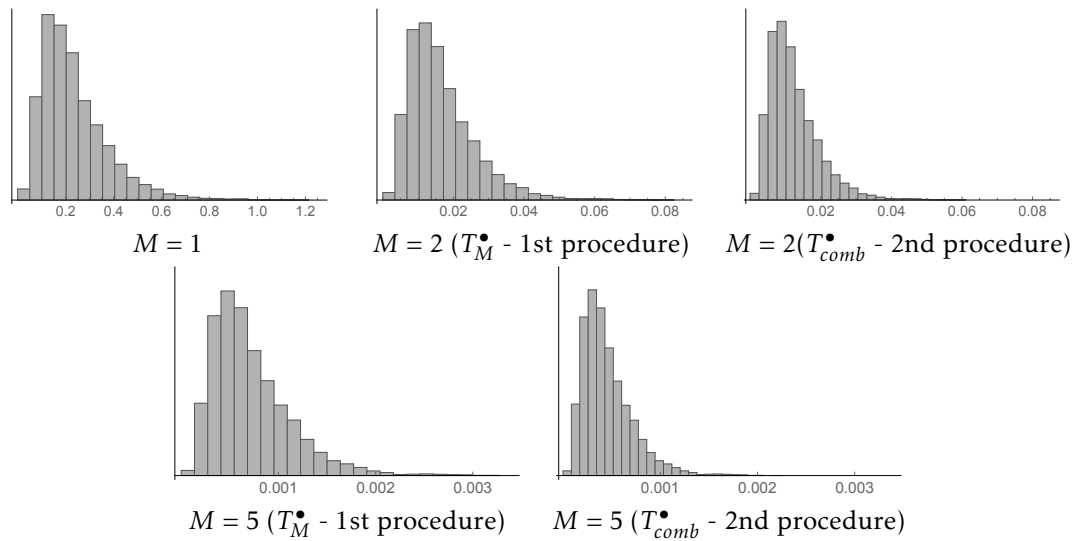 0.2 0.4 0.6 0.8 1.0 1.2
0.02 0.04 0.06 0.08
0.02 0.04 0.06 0.08
M = 1
M = 2 (T•M - 1st procedure)
M = 2(T•comb - 2nd procedure)
0.001 0.002 0.003
0.001 0.002 0.003
M = 5 (T•M - 1st procedure)
M = 5 (T•comb - 2nd procedure)